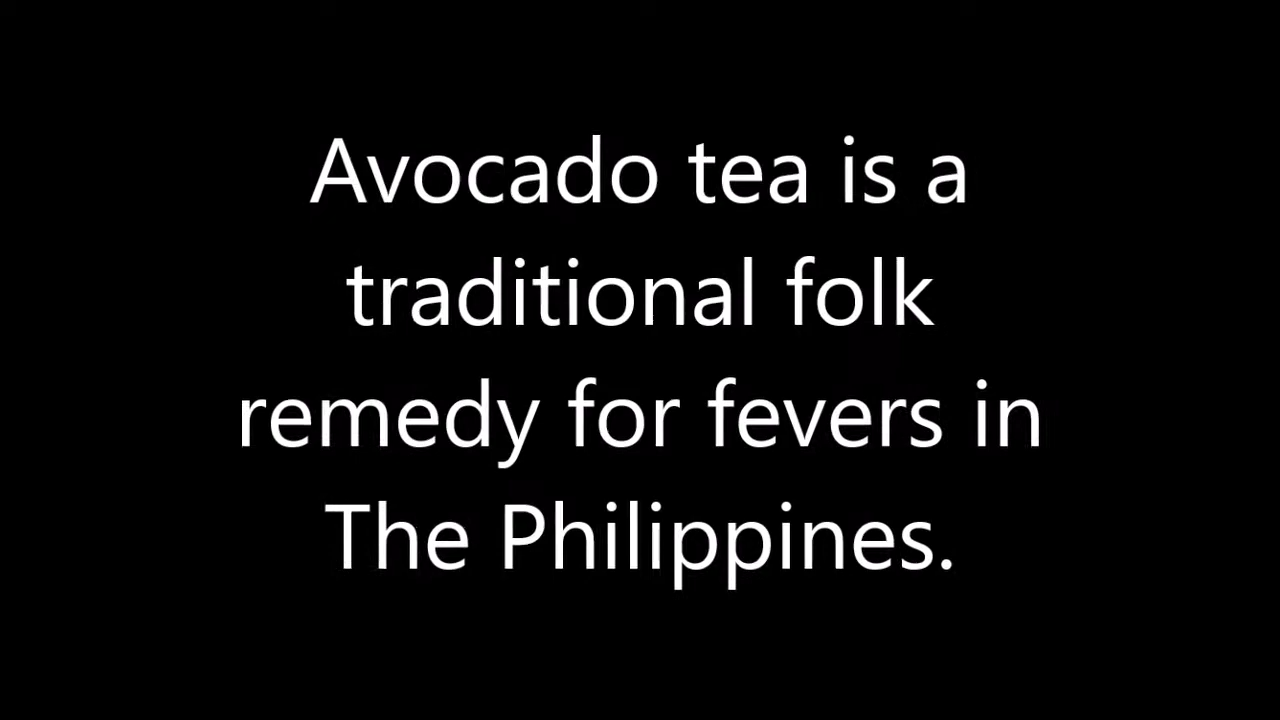 Avocado tea is a
traditional folk
remedy for fevers in
The Philippines.